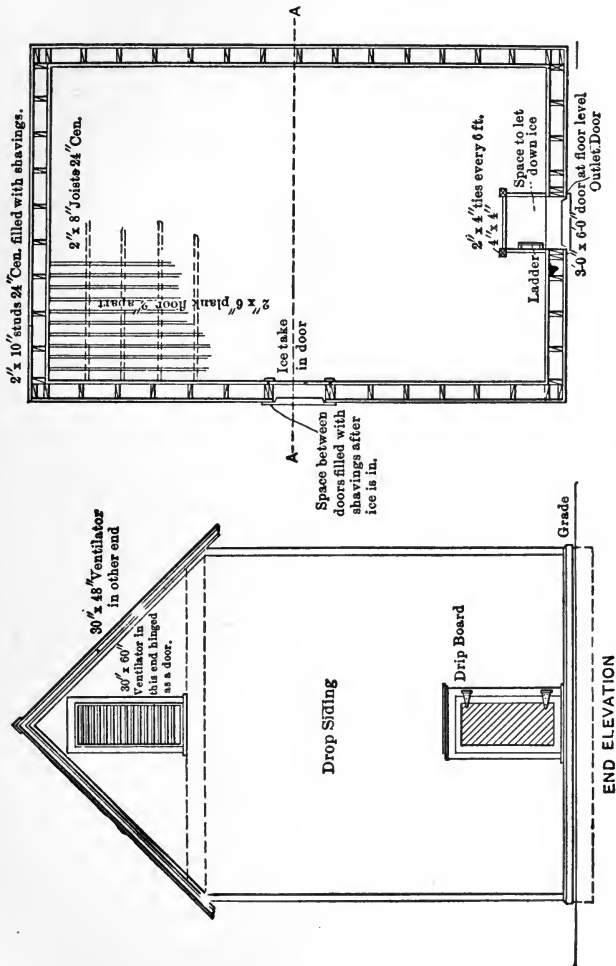 2" x 10" studs 24" Cen. filled with shavings.
2" x 8" Joists 24" Cen.
2" x 6" plank floor 2" apart
A
A
Ice take
in door
Space between
doors filled with
shavings after
ice is in.
2" x 4" ties every 6 ft.
4" x 4"
Ladder
Space to let
down ice
3'-0 x 6-0" door at floor level
Outlet Door
30" x 48" Ventilator
in other end
30" x 60"
Ventilator in
this end hinged
as a door.
Drop Siding
Drip Board
Grade
END ELEVATION